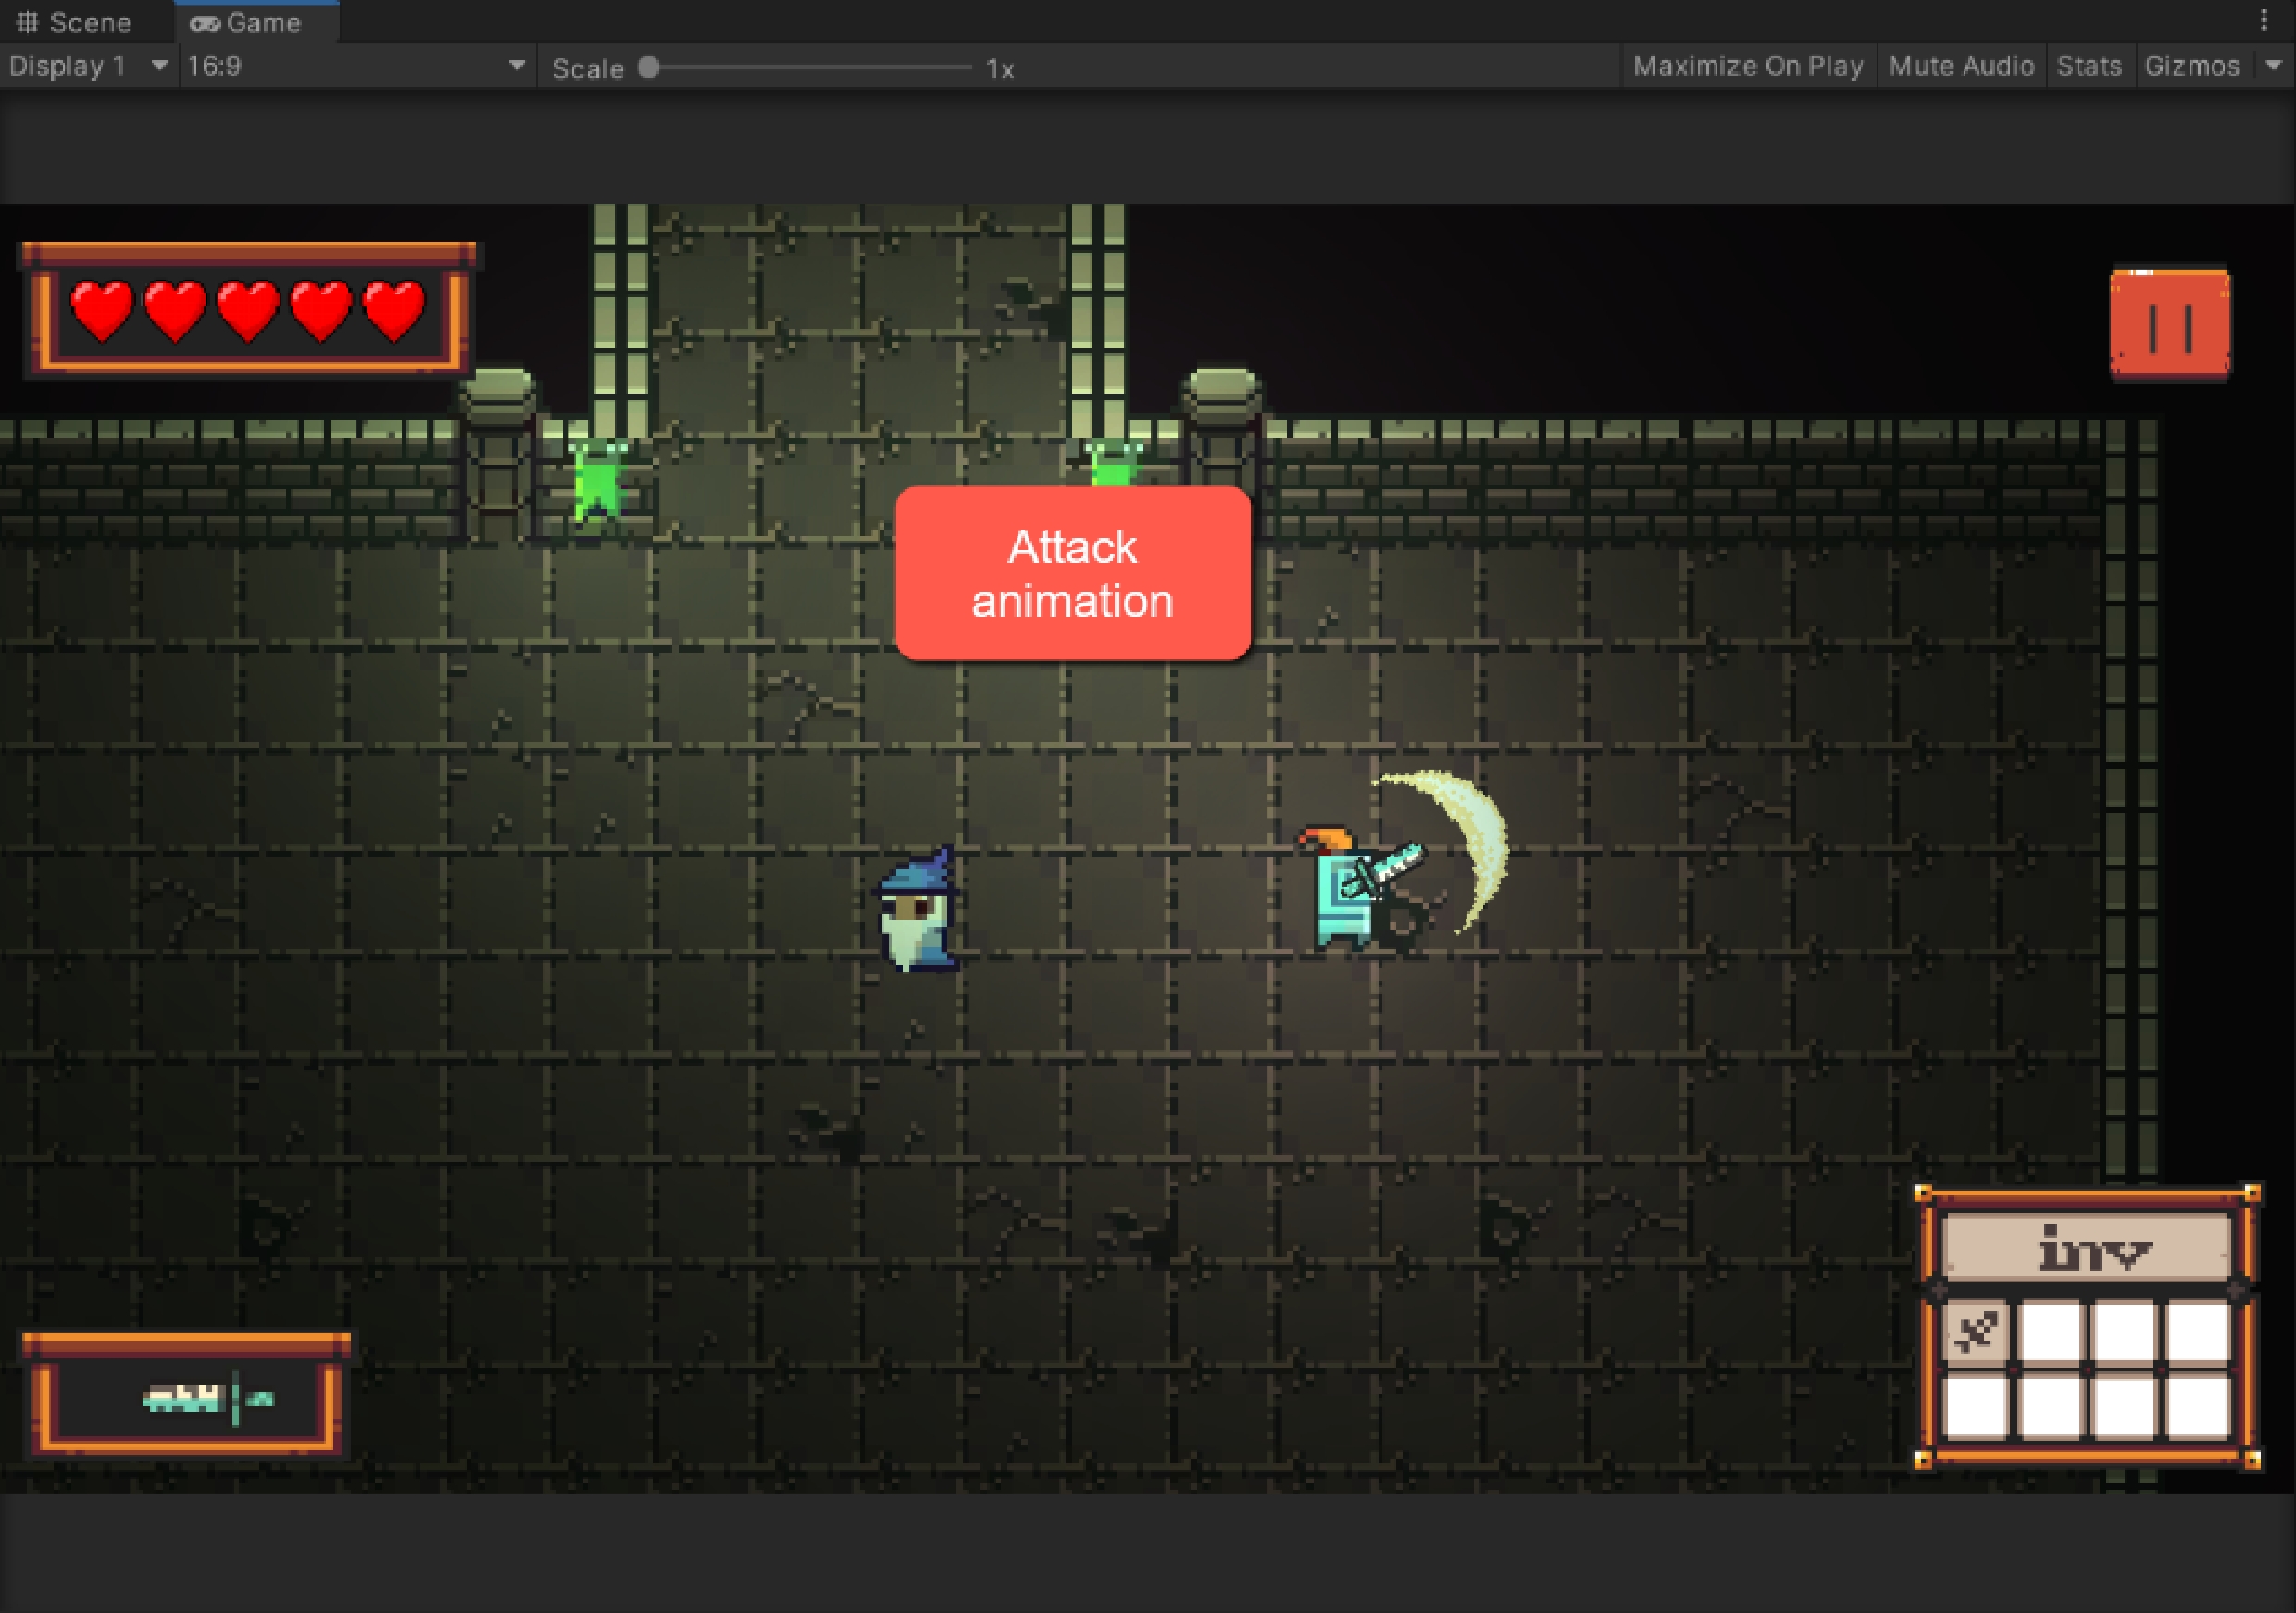 Scene
Game
Display 1
16:9
Scale
1x
Maximize On Play
Mute Audio
Stats
Gizmos
Attack
animation
inv